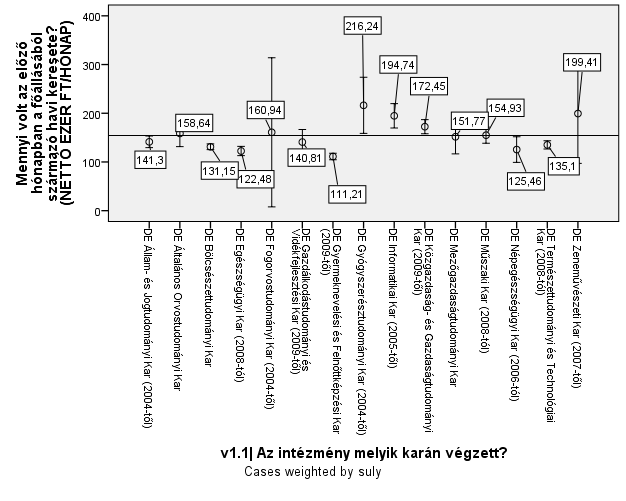 Mennyi volt az előző
hónapban a főállásából
származó havi keresete?
(NETTO EZER FT/HÓNAP)
400
300
200
100
0
141,3
158,64
131,15
122,48
160,94
140,81
111,21
216,24
194,74
172,45
151,77
154,93
125,46
135,1
199,41
DE Állam- és Jogtudományi Kar (2004-től)
DE Általános Orvostudományi Kar
DE Bölcsészettudományi Kar
DE Egészségügyi Kar (2008-tól)
DE Fogorvostudományi Kar (2004-től)
DE Gazdálkodástudományi és
Vidékfejlesztési Kar (2009-től)
DE Gyermeknevelési és Felnőttképzési Kar
(2009-től)
DE Gyógyszerésztudományi Kar (2004-től)
DE Informatikai Kar (2005-től)
DE Közgazdaság- és Gazdaságtudományi
Kar (2009-től)
DE Mezőgazdaságtudományi Kar
DE Műszaki Kar (2008-tól)
DE Népegészségügyi Kar (2006-tól)
DE Természettudományi és Technológiai
Kar (2008-tól)
DE Zeneművészeti Kar (2007-től)
v1.1| Az intézmény melyik karán végzett?
Cases weighted by suly